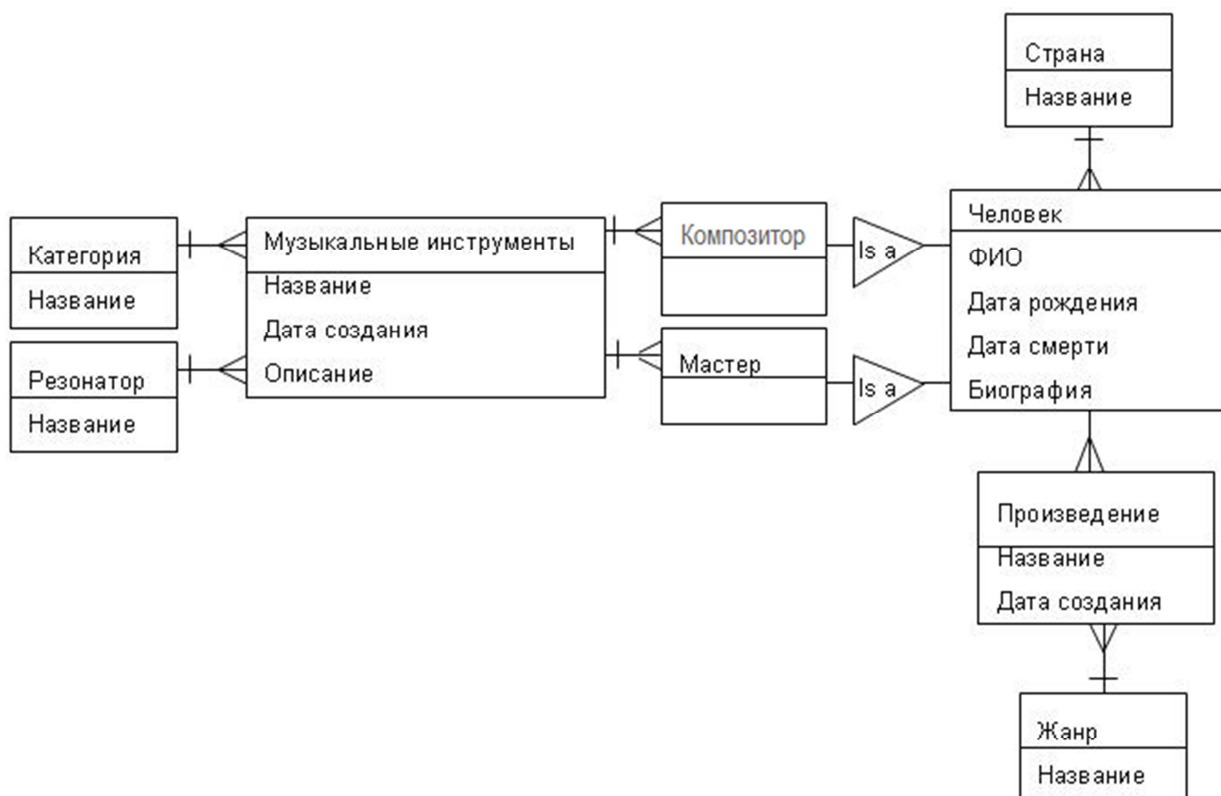 Страна
Название
Категория
Название
Резонатор
Название
Музыкальные инструменты
Название
Дата создания
Описание
Композитор
Мастер
Is a
Is a
Человек
ФИО
Дата рождения
Дата смерти
Биография
Произведение
Название
Дата создания
Жанр
Название